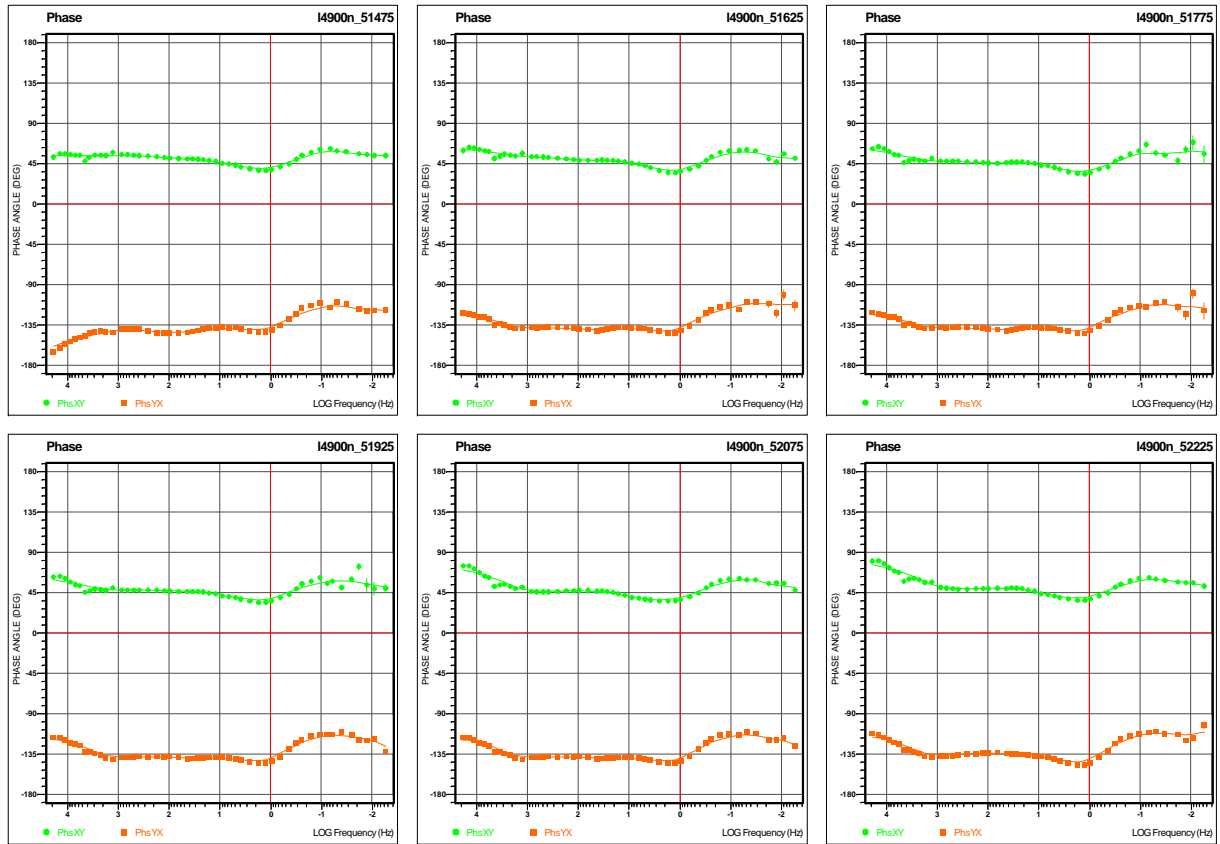 Phase I4900n_51475
180
135
90
45
0
-45
-90
-135
-180
PHASE ANGLE (DEG)
4 3 2 1 0 -1 -2
PhsXY PhsYX LOG Frequency (Hz)
Phase I4900n_51625
180
135
90
45
0
-45
-90
-135
-180
PHASE ANGLE (DEG)
4 3 2 1 0 -1 -2
PhsXY PhsYX LOG Frequency (Hz)
Phase I4900n_51775
180
135
90
45
0
-45
-90
-135
-180
PHASE ANGLE (DEG)
4 3 2 1 0 -1 -2
PhsXY PhsYX LOG Frequency (Hz)
Phase I4900n_51925
180
135
90
45
0
-45
-90
-135
-180
PHASE ANGLE (DEG)
4 3 2 1 0 -1 -2
PhsXY PhsYX LOG Frequency (Hz)
Phase I4900n_52075
180
135
90
45
0
-45
-90
-135
-180
PHASE ANGLE (DEG)
4 3 2 1 0 -1 -2
PhsXY PhsYX LOG Frequency (Hz)
Phase I4900n_52225
180
135
90
45
0
-45
-90
-135
-180
PHASE ANGLE (DEG)
4 3 2 1 0 -1 -2
PhsXY PhsYX LOG Frequency (Hz)